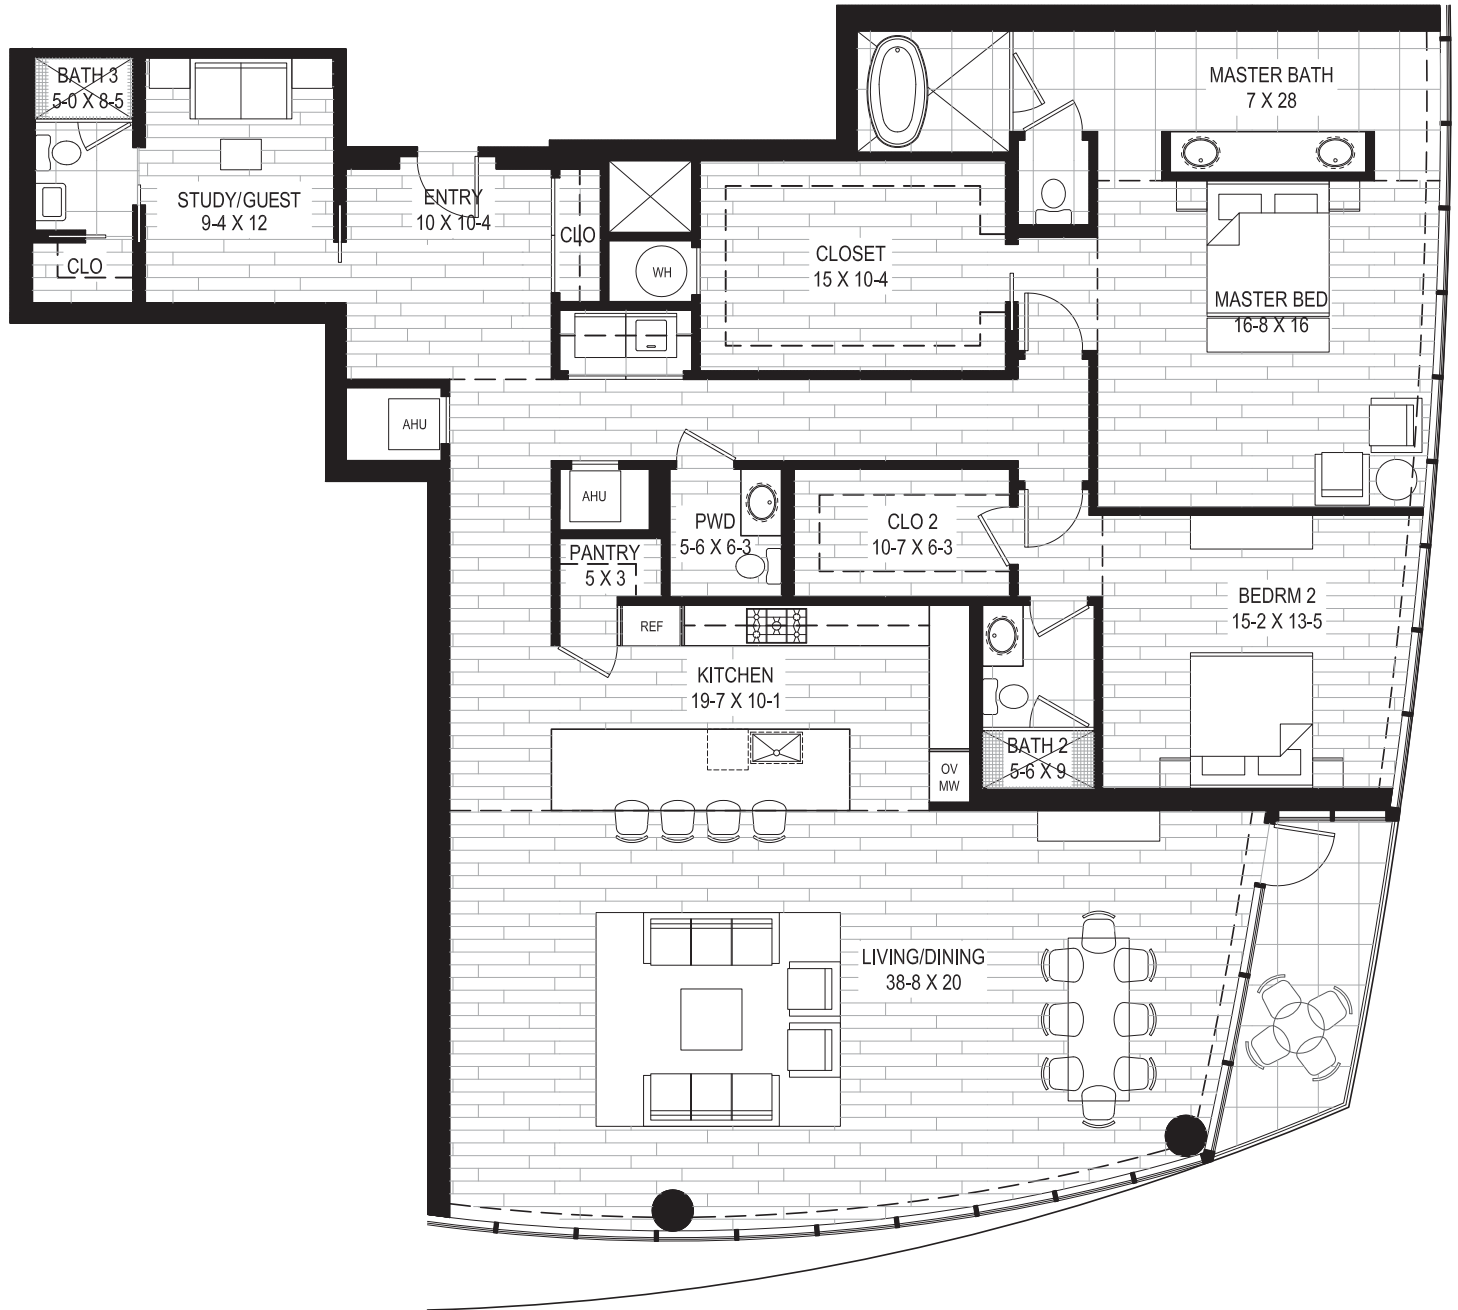 BATH 3
5-0 X 8-5
MASTER BATH
7 X 28
STUDY/GUEST
9-4 X 12
ENTRY
10 X 10-4
CLO
CLO
WH
CLOSET
15 X 10-4
MASTER BED
16-8 X 16
AHU
AHU
PWD
5-6 X 6-3
CLO 2
10-7 X 6-3
PANTRY
5 X 3
BEDRM 2
15-2 X 13-5
REF
KITCHEN
19-7 X 10-1
BATH 2
5-6 X 9
OV
MW
LIVING/DINING
38-8 X 20